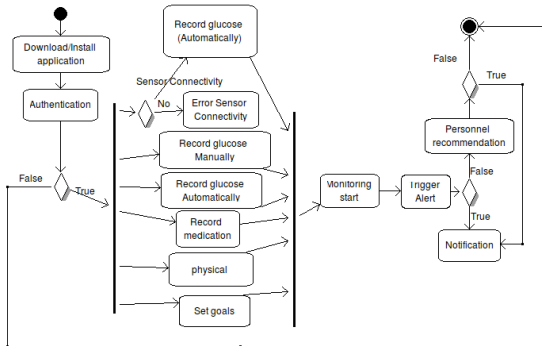 Download/Install
application
Authentication
False
True
Record glucose
(Automatically)
Sensor Connectivity
No
Error Sensor
Connectivity
Record glucose
Manually
Record glucose
Automatically
Record
medication
physical
Set goals
Monitoring
start
Trigger
Alert
False
True
Personnel
recommendation
False
True
Notification